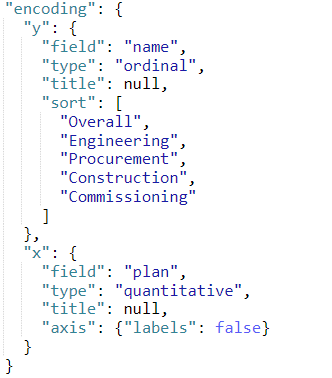 "encoding": {
  "y": {
    "field": "name",
    "type": "ordinal",
    "title": null,
    "sort": [
      "Overall",
      "Engineering",
      "Procurement",
      "Construction",
      "Commissioning"
    ]
  },
  "x": {
    "field": "plan",
    "type": "quantitative",
    "title": null,
    "axis": {"labels": false}
  }
}